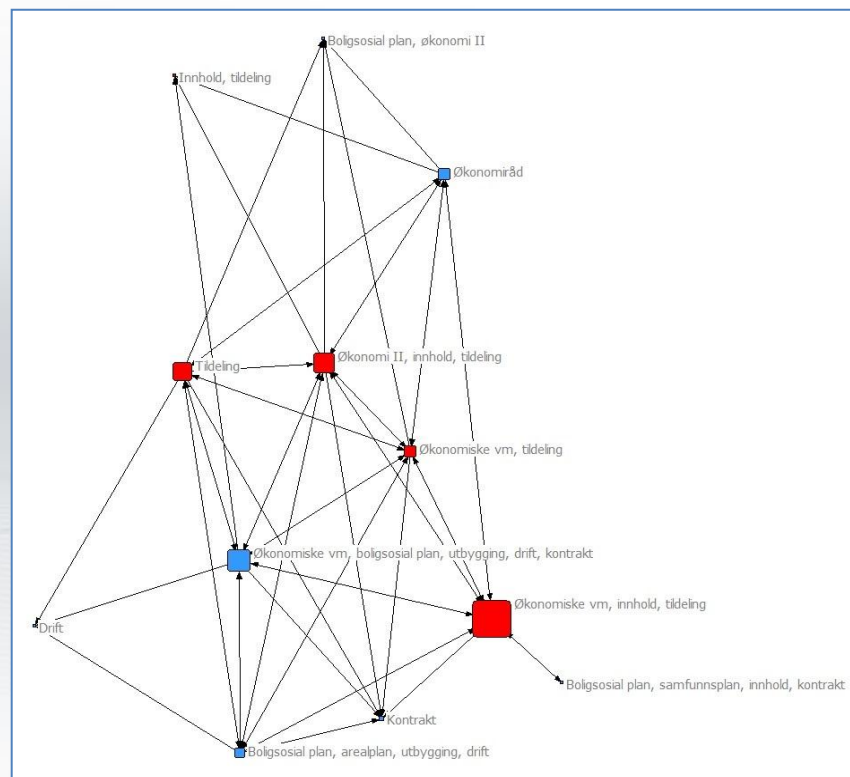 Boligsosial plan, økonomi II
Innhold, tildeling
Økonomiråd
Økonomi II, innhold, tildeling
Tildeling
Økonomiske vm, tildeling
Økonomiske vm, boligsosial plan, utbygging, drift, kontrakt
Økonomiske vm, innhold, tildeling
Drift
Boligsosial plan, samfunnsplan, innhold, kontrakt
Kontrakt
Boligsosial plan, arealplan, utbygging, drift